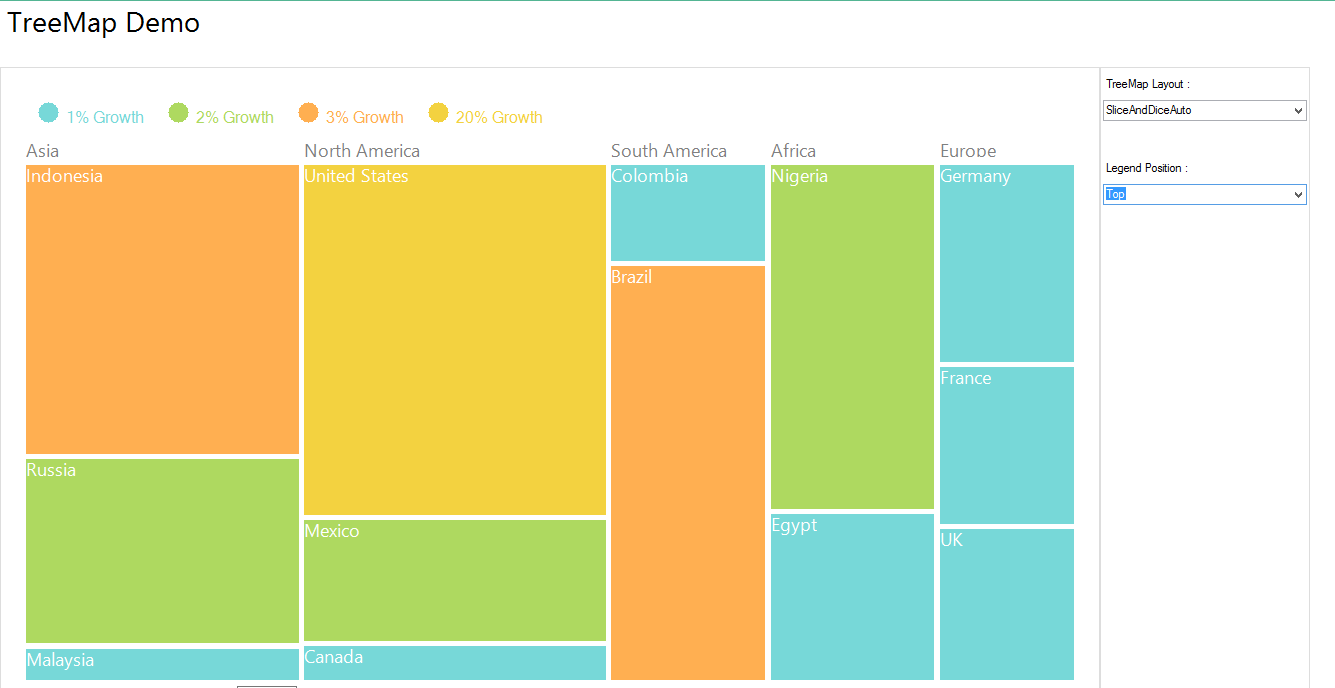 TreeMap Demo
1% Growth 2% Growth 3% Growth 20% Growth
TreeMap Layout :
SliceAndDiceAuto
Legend Position :
Top
Asia North America South America Africa Europe
Indonesia United States Colombia Nigeria Germany
Brazil
France
Russia
Egypt
Mexico
UK
Canada
Malaysia